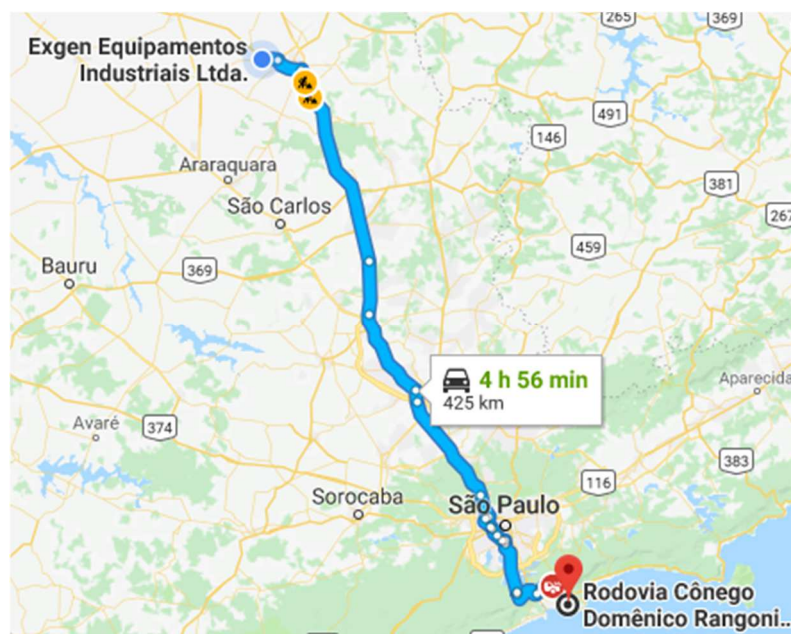 265
369
Exgen Equipamentos
Industriais Ltda.
491
146
Araraquara
381
São Carlos
267
459
Bauru
369
4 h 56 min
425 km
Aparecida
Avaré
374
383
116
Sorocaba
São Paulo
Rodovia Cônego
Domênico Rangoni...